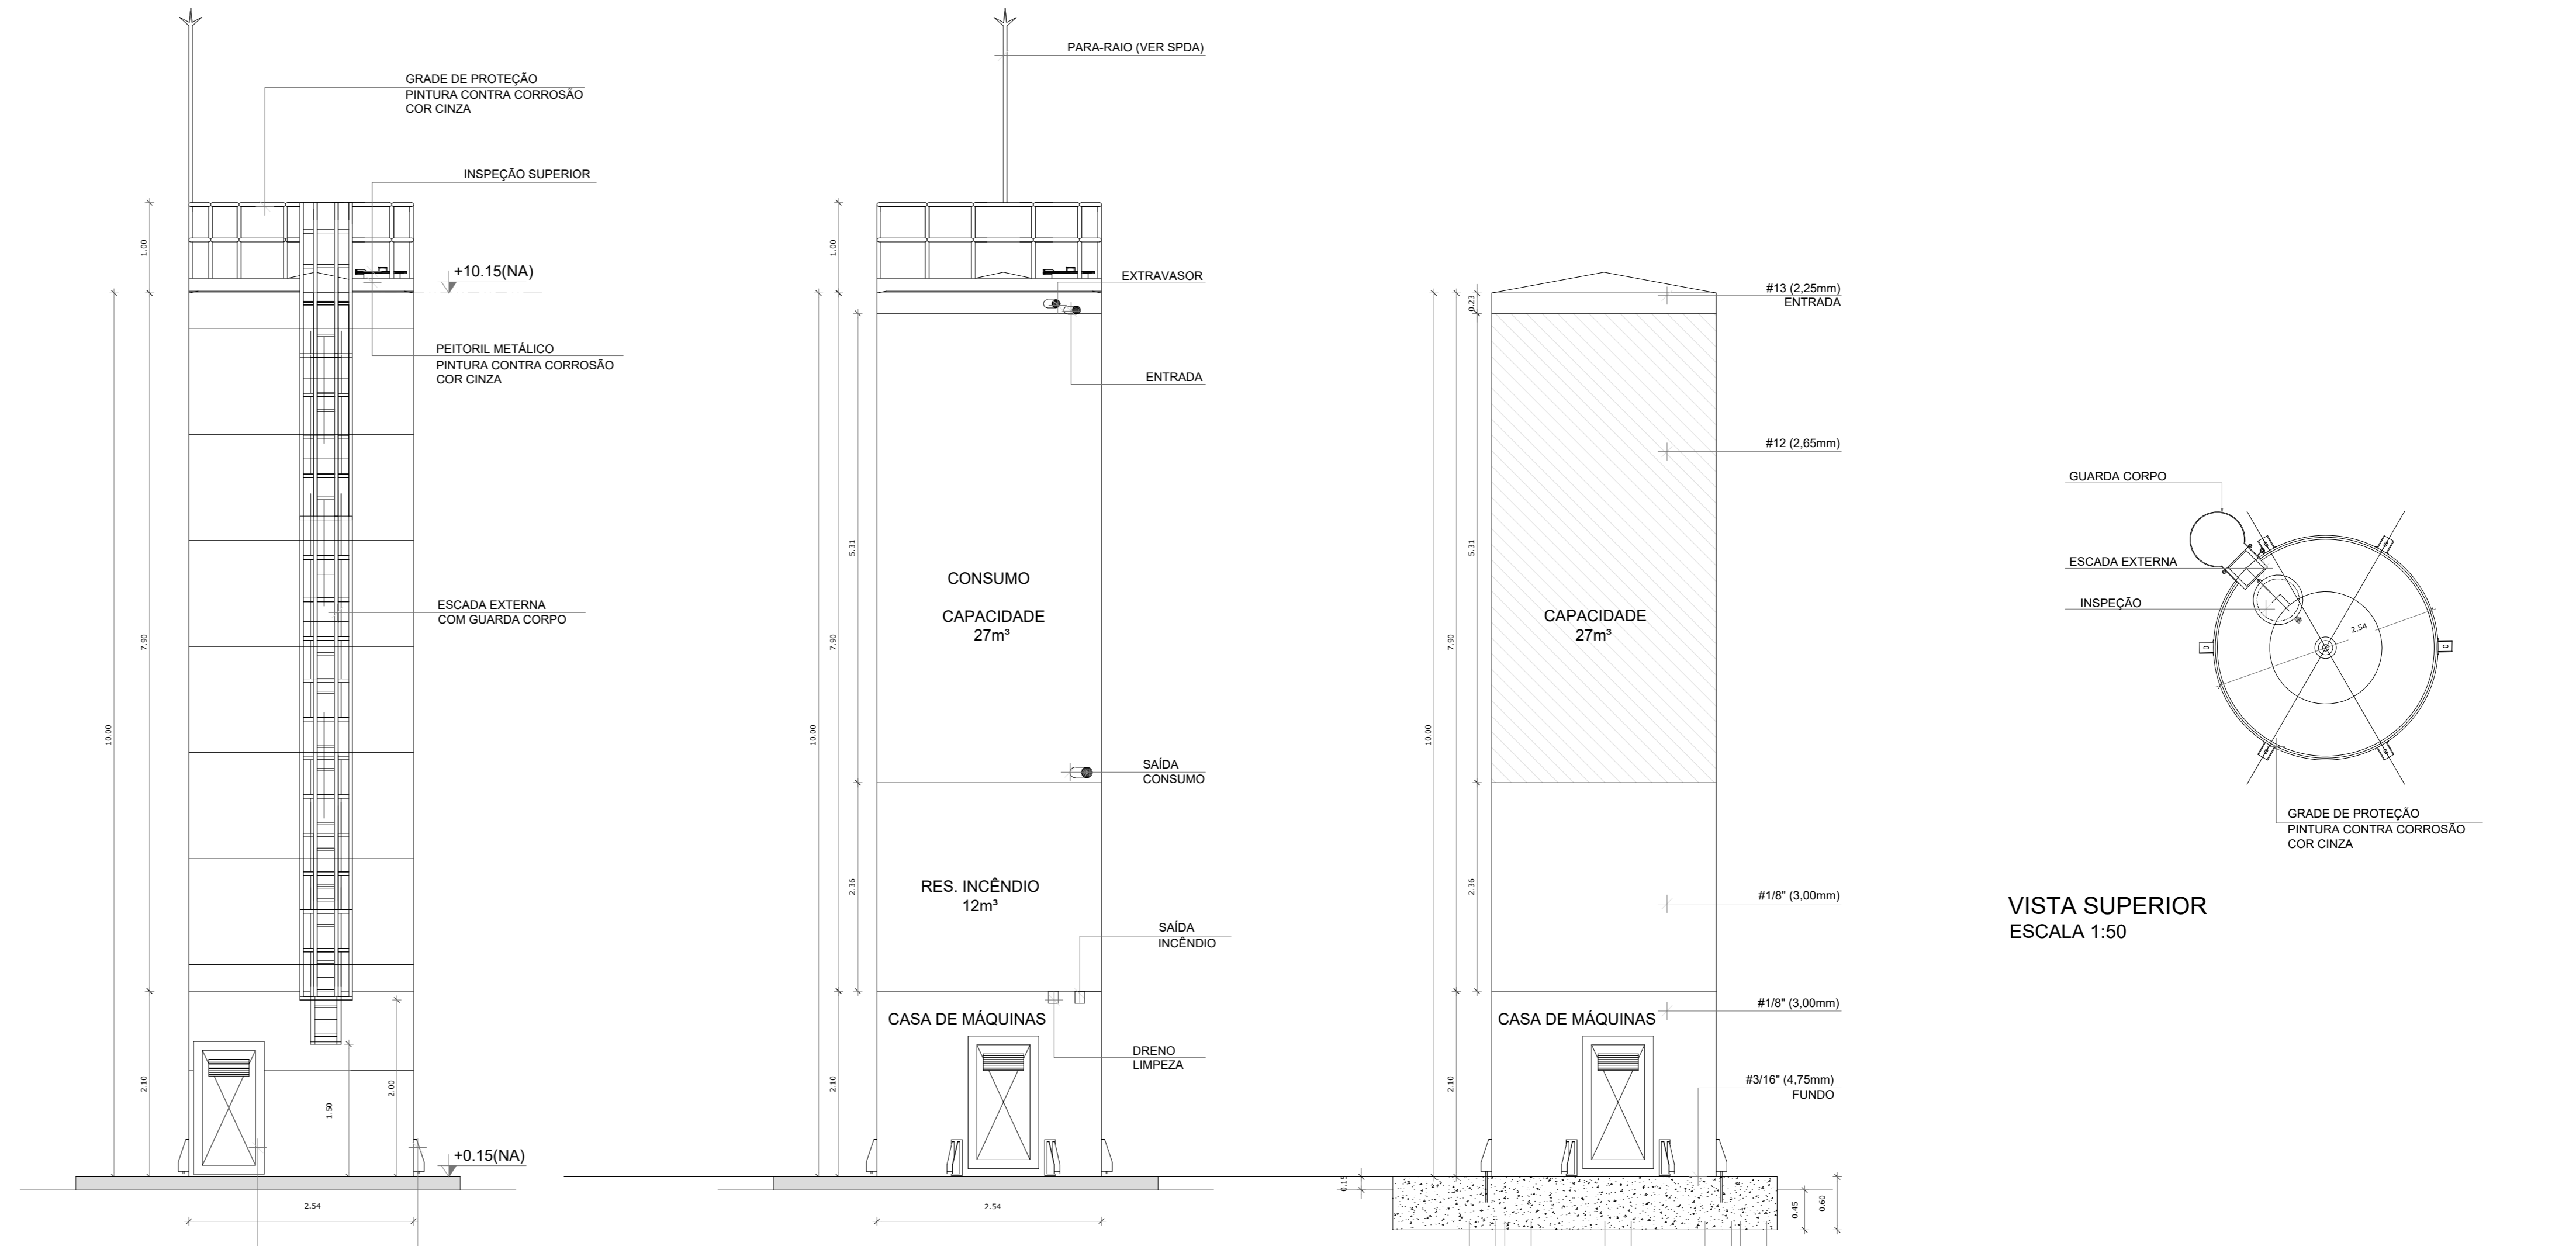 GRADE DE PROTEÇÃO
PINTURA CONTRA CORROSÃO
COR CINZA
INSPEÇÃO SUPERIOR
1.00
+10.15(NA)
PEITORIL METÁLICO
PINTURA CONTRA CORROSÃO
COR CINZA
ESCADA EXTERNA
COM GUARDA CORPO
7.90
10.00
2.10
1.50
2.00
+0.15(NA)
2.54
PARA-RAIO (VER SPDA)
1.00
EXTRAVASOR
ENTRADA
5.31
CONSUMO
CAPACIDADE
27m³
7.90
10.00
SAÍDA
CONSUMO
2.36
RES. INCÊNDIO
12m³
SAÍDA
INCÊNDIO
CASA DE MÁQUINAS
DRENO
LIMPEZA
2.10
2.54
0.23
#13 (2,25mm)
ENTRADA
#12 (2,65mm)
5.31
CAPACIDADE
27m³
7.90
10.00
2.36
#1/8" (3,00mm)
#1/8" (3,00mm)
CASA DE MÁQUINAS
#3/16" (4,75mm)
FUNDO
2.10
0.15
0.45
0.60
GUARDA CORPO
ESCADA EXTERNA
INSPEÇÃO
2.54
GRADE DE PROTEÇÃO
PINTURA CONTRA CORROSÃO
COR CINZA
VISTA SUPERIOR
ESCALA 1:50